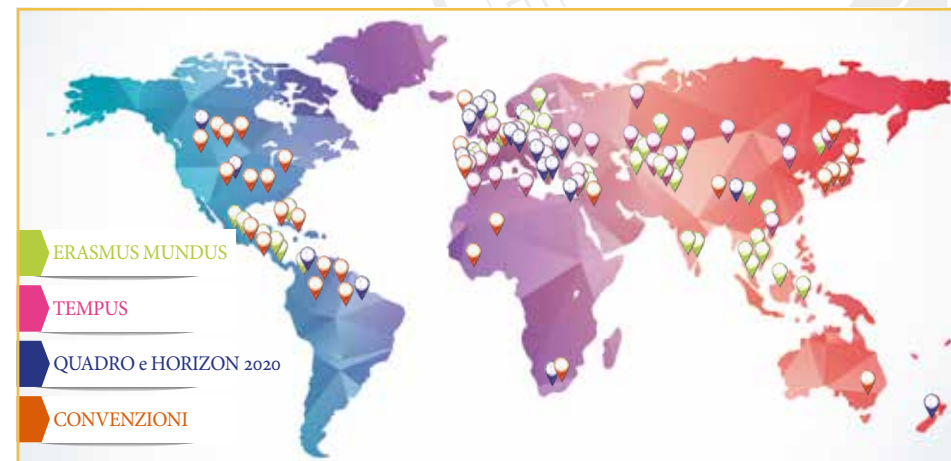 ERASMUS MUNDUS
TEMPUS
QUADRO e HORIZON 2020
CONVENZIONI